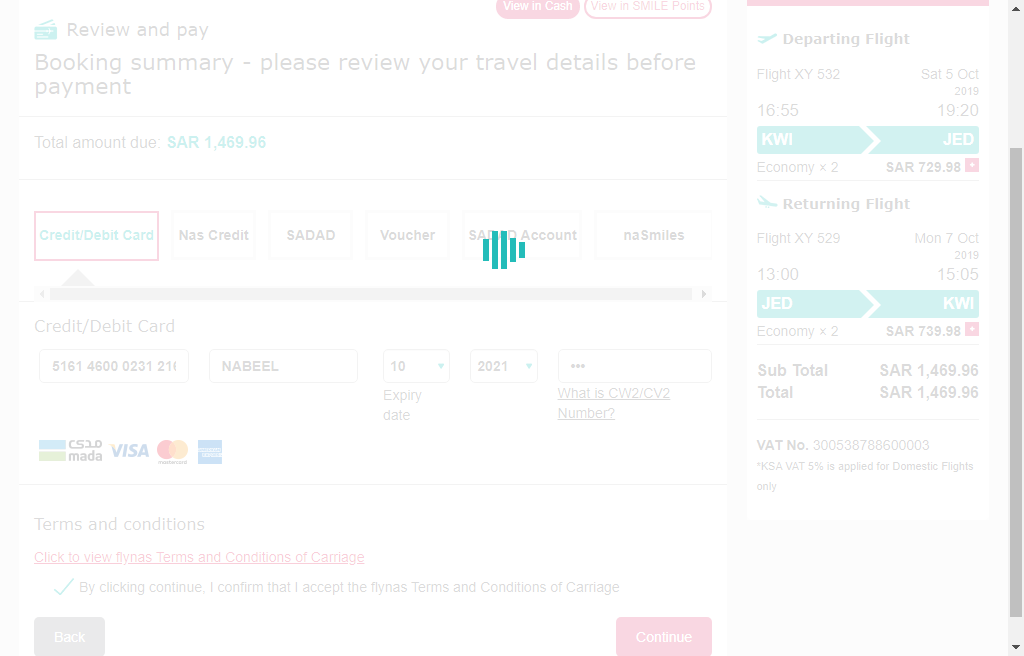 View in Cash
View in SMILE Points
Review and pay
Booking summary - please review your travel details before
payment
Total amount due: SAR 1,469.96
Credit/Debit Card
Nas Credit
SADAD
Voucher
SADAD Account
naSmiles
Credit/Debit Card
5161 4600 0231 216
NABEEL
10
2021
•••
Expiry
date
What is CW2/CV2
Number?
مدى
mada
VISA
mastercard
AMERICAN EXPRESS
Terms and conditions
Click to view flynas Terms and Conditions of Carriage
By clicking continue, I confirm that I accept the flynas Terms and Conditions of Carriage
Back
Continue
Departing Flight
Flight XY 532 Sat 5 Oct
2019
16:55 19:20
KWI JED
Economy × 2 SAR 729.98 +
Returning Flight
Flight XY 529 Mon 7 Oct
2019
13:00 15:05
JED KWI
Economy × 2 SAR 739.98 +
Sub Total SAR 1,469.96
Total SAR 1,469.96
VAT No. 300538788600003
*KSA VAT 5% is applied for Domestic Flights
only